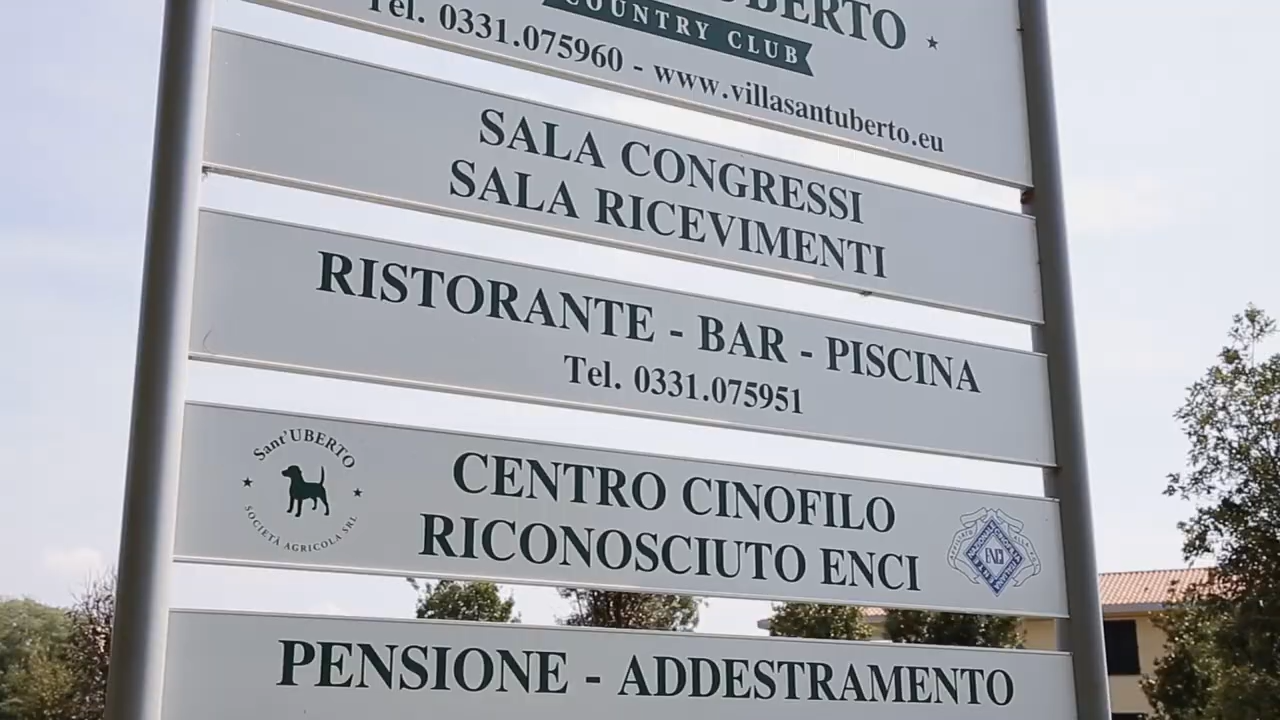 UBERTO
COUNTRY CLUB
Tel. 0331.075960 - www.villasantuberto.eu
SALA CONGRESSI
SALA RICEVIMENTI
RISTORANTE - BAR - PISCINA
Tel. 0331.075951
Sant'UBERTO
SOCIETÀ AGRICOLA SRL
CENTRO CINOFILO
RICONOSCIUTO ENCI
ENCI
PENSIONE - ADDESTRAMENTO